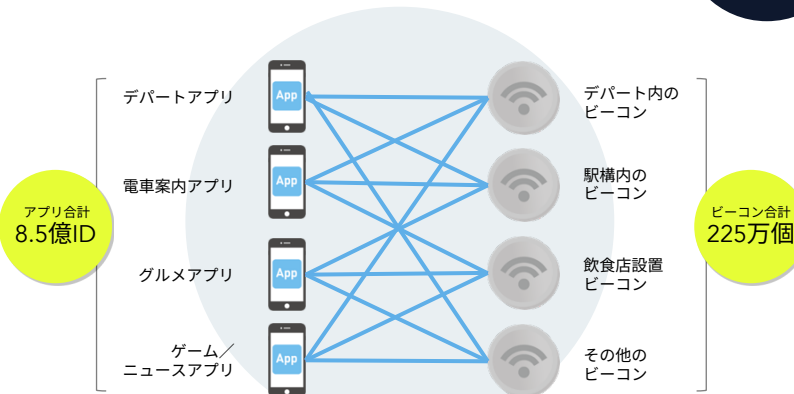 デパートアプリ
App
デパート内の
ビーコン
電車案内アプリ
App
駅構内の
ビーコン
アプリ合計
8.5億ID
ビーコン合計
225万個
グルメアプリ
App
飲食店設置
ビーコン
ゲーム／
ニュースアプリ
App
その他の
ビーコン